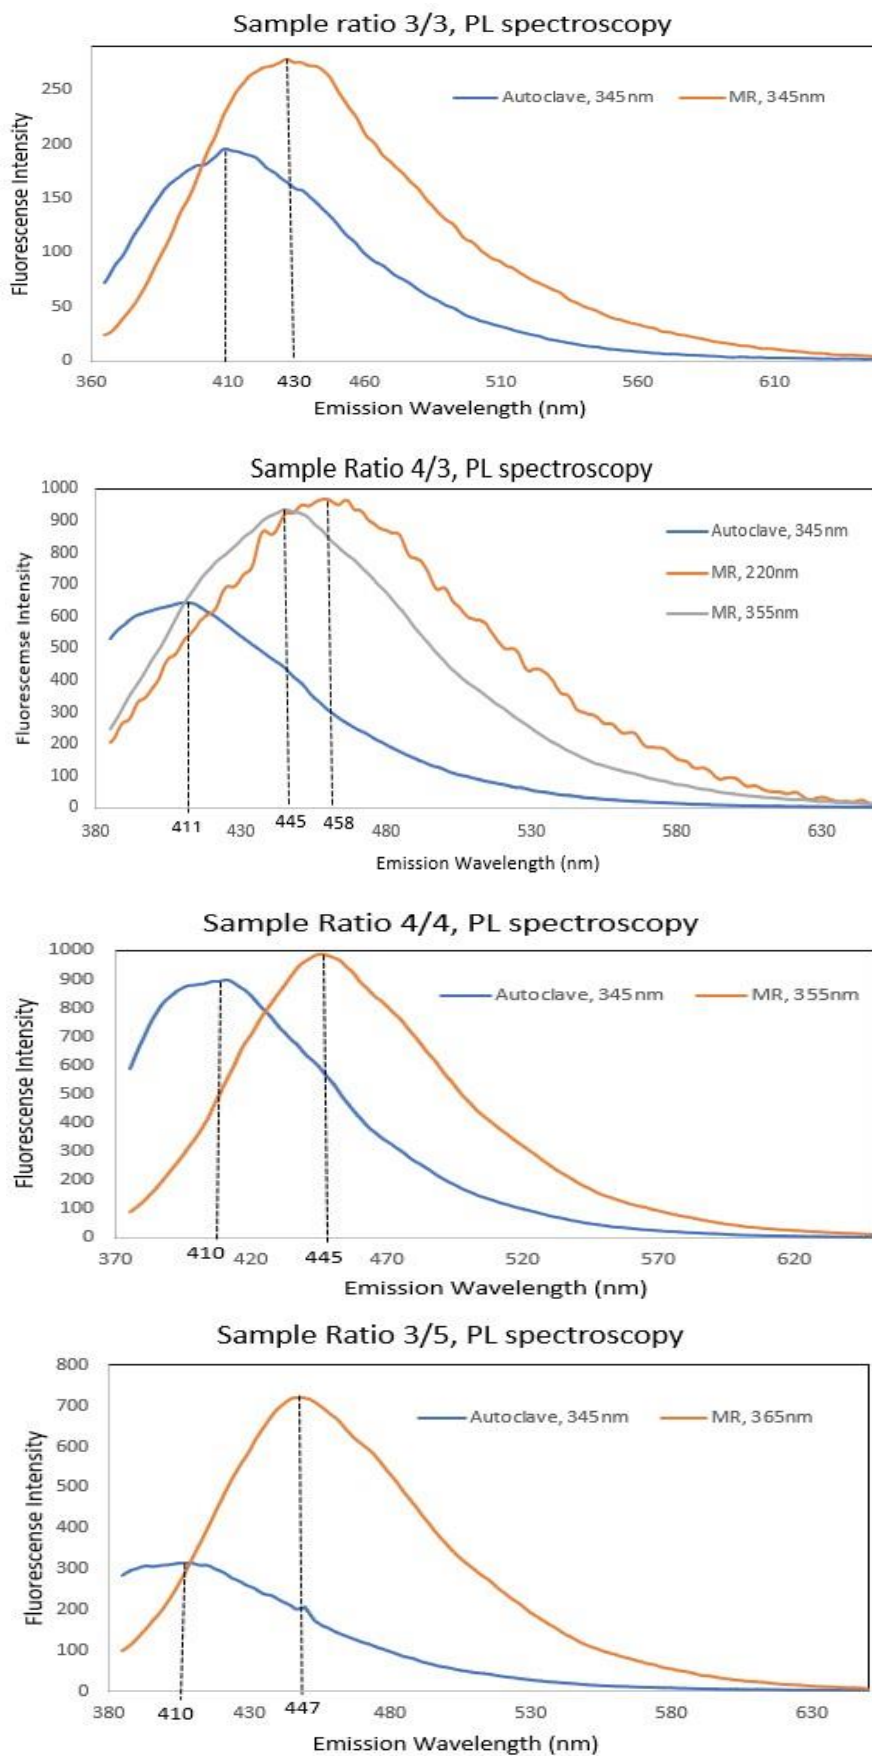 Sample ratio 3/3, PL spectroscopy
Autoclave, 345nm
MR, 345nm
Fluorescense Intensity
250
200
150
100
50
0
360 410 430 460 510 560 610
Emission Wavelength (nm)
Sample Ratio 4/3, PL spectroscopy
Autoclave, 345nm
MR, 220nm
MR, 355nm
Fluorescemse Intensity
1000
900
800
700
600
500
400
300
200
100
0
380 411 430 445 458 480 530 580 630
Emission Wavelength (nm)
Sample Ratio 4/4, PL spectroscopy
Autoclave, 345nm
MR, 355nm
Fluorescense Intensity
1000
900
800
700
600
500
400
300
200
100
0
370 410 420 445 470 520 570 620
Emission Wavelength (nm)
Sample Ratio 3/5, PL spectroscopy
Autoclave, 345nm
MR, 365nm
Fluorescense Intensity
800
700
600
500
400
300
200
100
0
380 410 430 447 480 530 580 630
Emission Wavelength (nm)